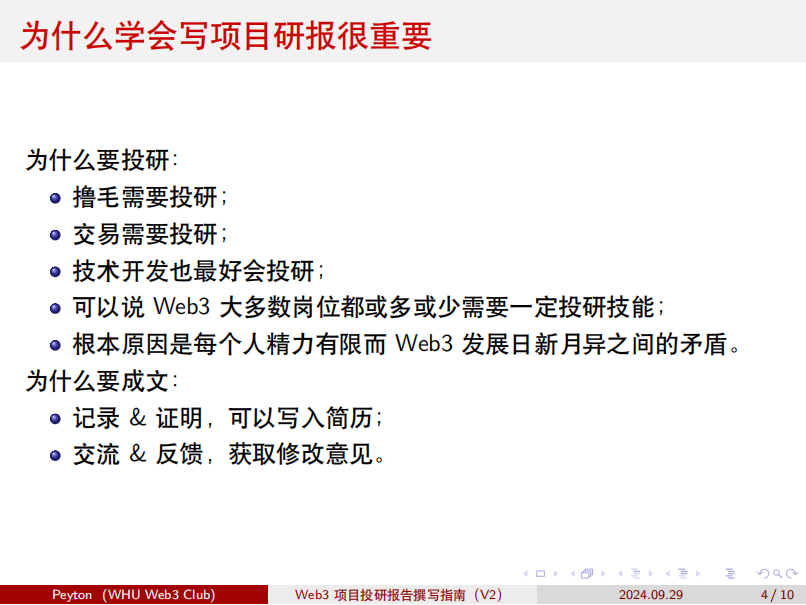 为什么学会写项目研报很重要
为什么要投研：
撸毛需要投研；
交易需要投研；
技术开发也最好会投研；
可以说 Web3 大多数岗位都或多或少需要一定投研技能；
根本原因是每个人精力有限而 Web3 发展日新月异之间的矛盾。
为什么要成文：
记录 & 证明，可以写入简历；
交流 & 反馈，获取修改意见。
Peyton （WHU Web3 Club） Web3 项目投研报告撰写指南（V2） 2024.09.29 4 / 10